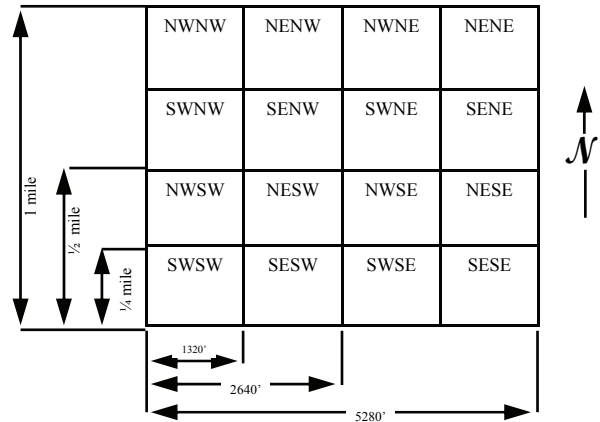 NWNW NENW NWNE NENE
SWNW SENW SWNE SENE
N
1 mile
½ mile
NWSW NESW NWSE NESE
¼ mile
SWSW SESW SWSE SESE
1320’
2640’
5280’